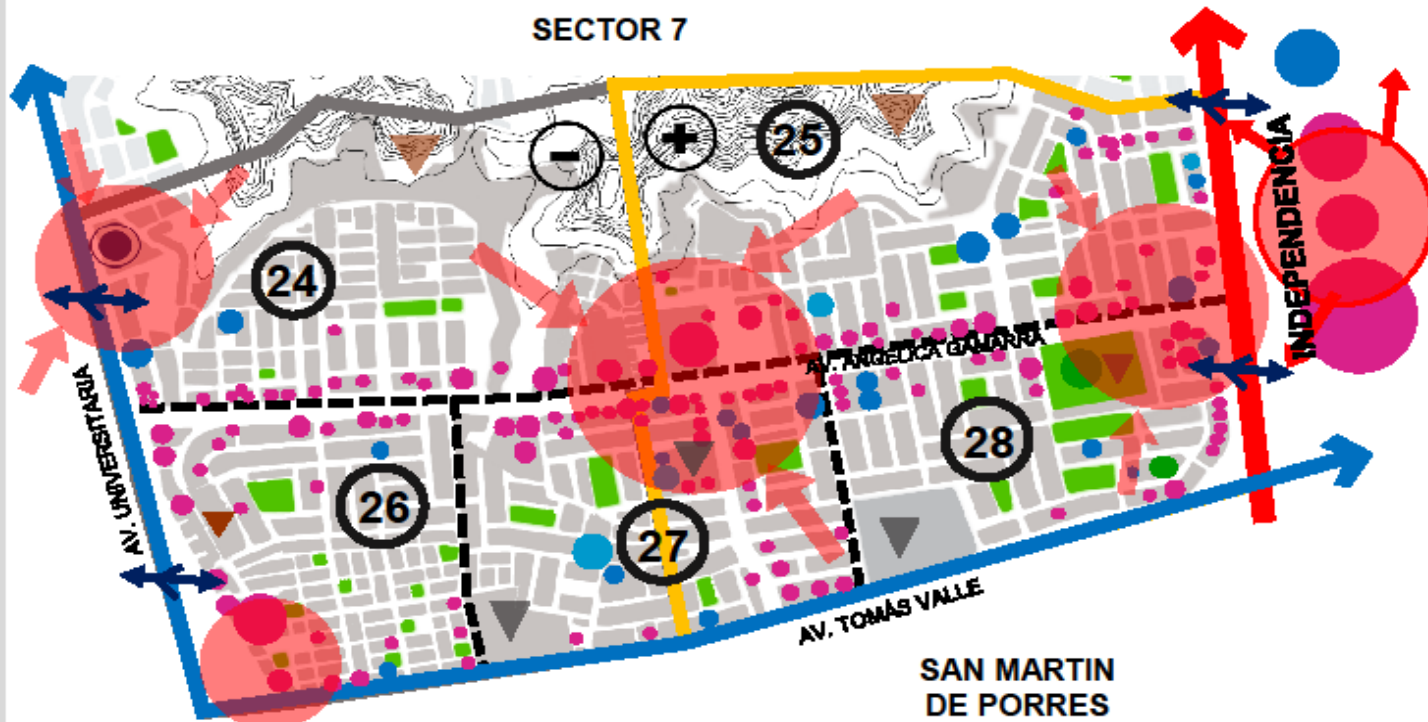 SECTOR 7
-
+
25
INDEPENDENCIA
24
AV. ANGELICA GAMARRA
AV. UNIVERSITARIA
28
26
27
AV. TOMÁS VALLE
SAN MARTIN
DE PORRES